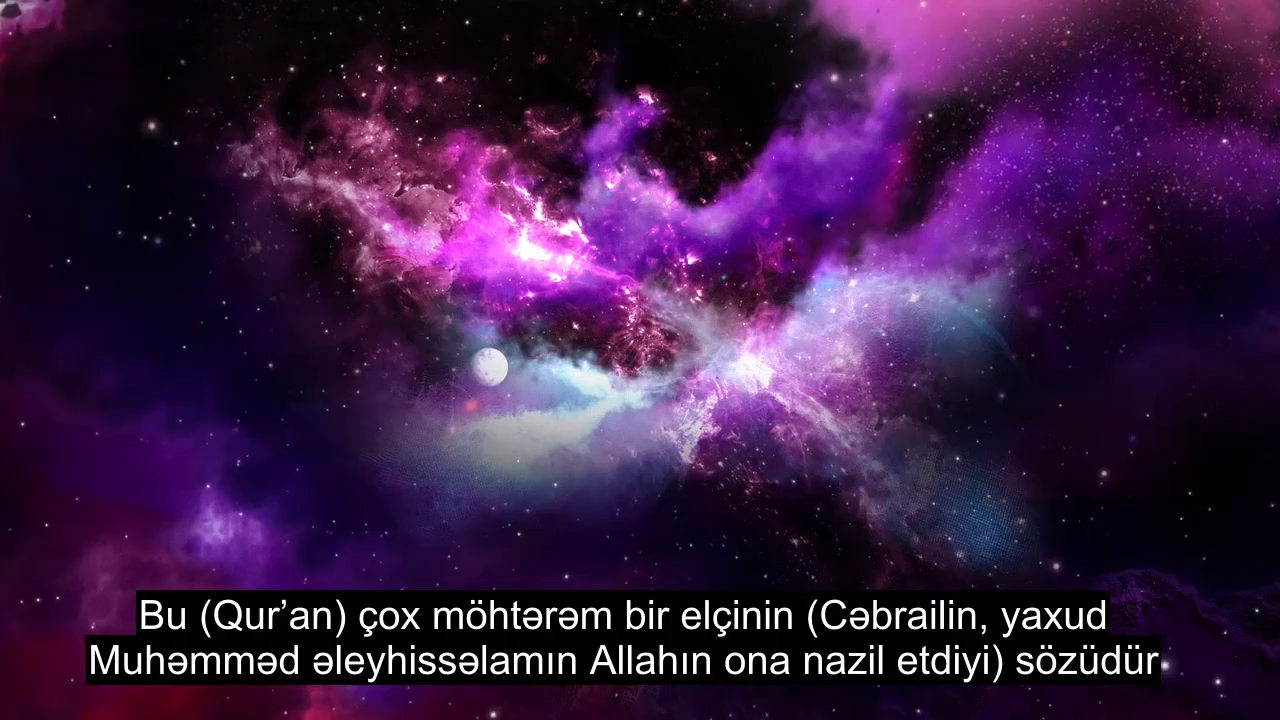 Bu (Qur’an) çox möhtərəm bir elçinin (Cəbrailin, yaxud
Muhəmməd əleyhissəlamın Allahın ona nazil etdiyi) sözüdür